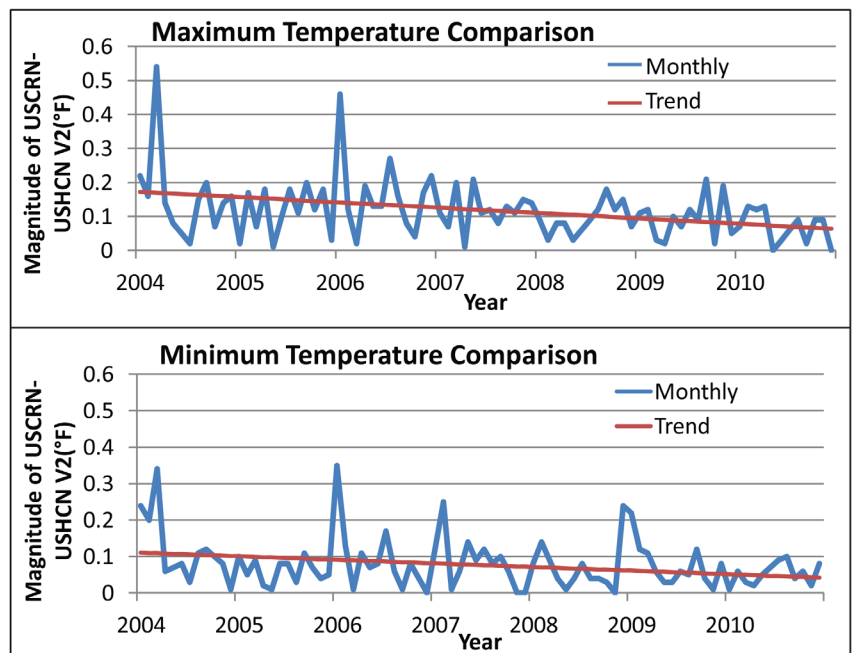 Maximum Temperature Comparison
Magnitude of USCRN-
USHCN V2(°F)
0.6
0.5
0.4
0.3
0.2
0.1
0
Monthly
Trend
2004 2005 2006 2007 2008 2009 2010
Year
Minimum Temperature Comparison
Magnitude of USCRN-
USHCN V2(°F)
0.6
0.5
0.4
0.3
0.2
0.1
0
Monthly
Trend
2004 2005 2006 2007 2008 2009 2010
Year